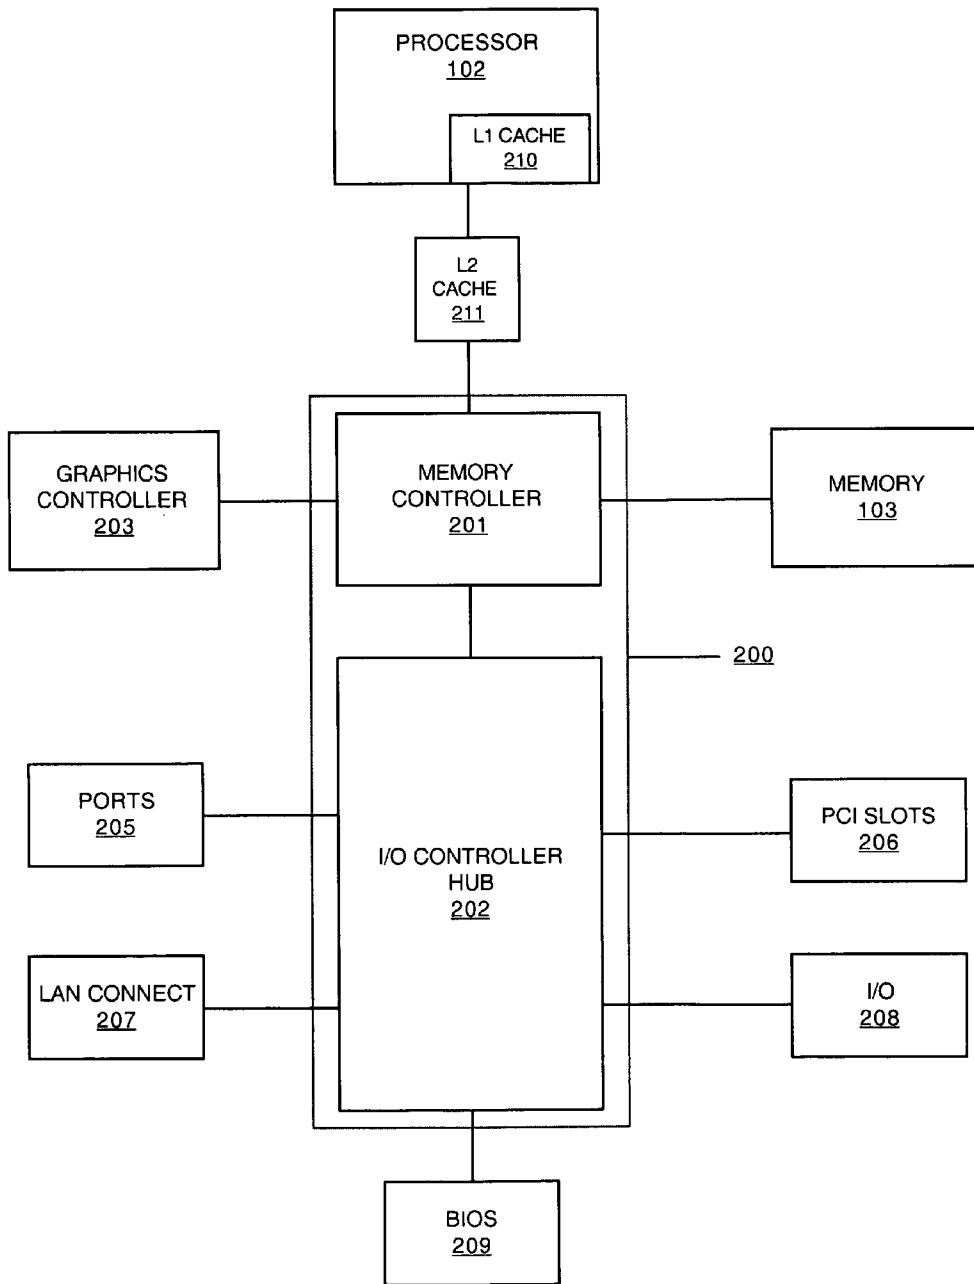 PROCESSOR
102
L1 CACHE
210
L2
CACHE
211
GRAPHICS
CONTROLLER
203
MEMORY
CONTROLLER
201
MEMORY
103
200
PORTS
205
I/O CONTROLLER
HUB
202
PCI SLOTS
206
LAN CONNECT
207
I/O
208
BIOS
209